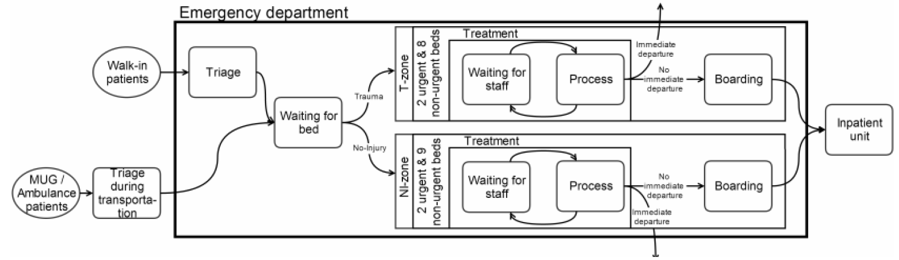 Emergency department
Walk-in
patients
Triage
MUG /
Ambulance
patients
Triage
during
transporta-
tion
Waiting for
bed
Trauma
No-Injury
T-zone
2 urgent & 8
non-urgent beds
Treatment
Waiting for
staff
Process
Immediate
departure
No
immediate
departure
Boarding
NI-zone
2 urgent & 9
non-urgent beds
Treatment
Waiting for
staff
Process
No
immediate
departure
Immediate
departure
Boarding
Inpatient
unit